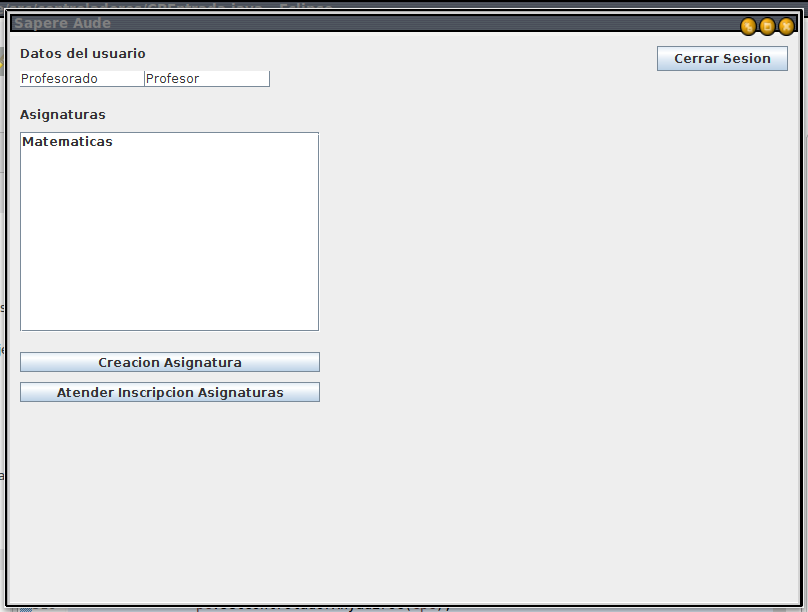 Sapere Aude
Datos del usuario
Cerrar Sesion
Profesorado Profesor
Asignaturas
Matematicas
Creacion Asignatura
Atender Inscripcion Asignaturas